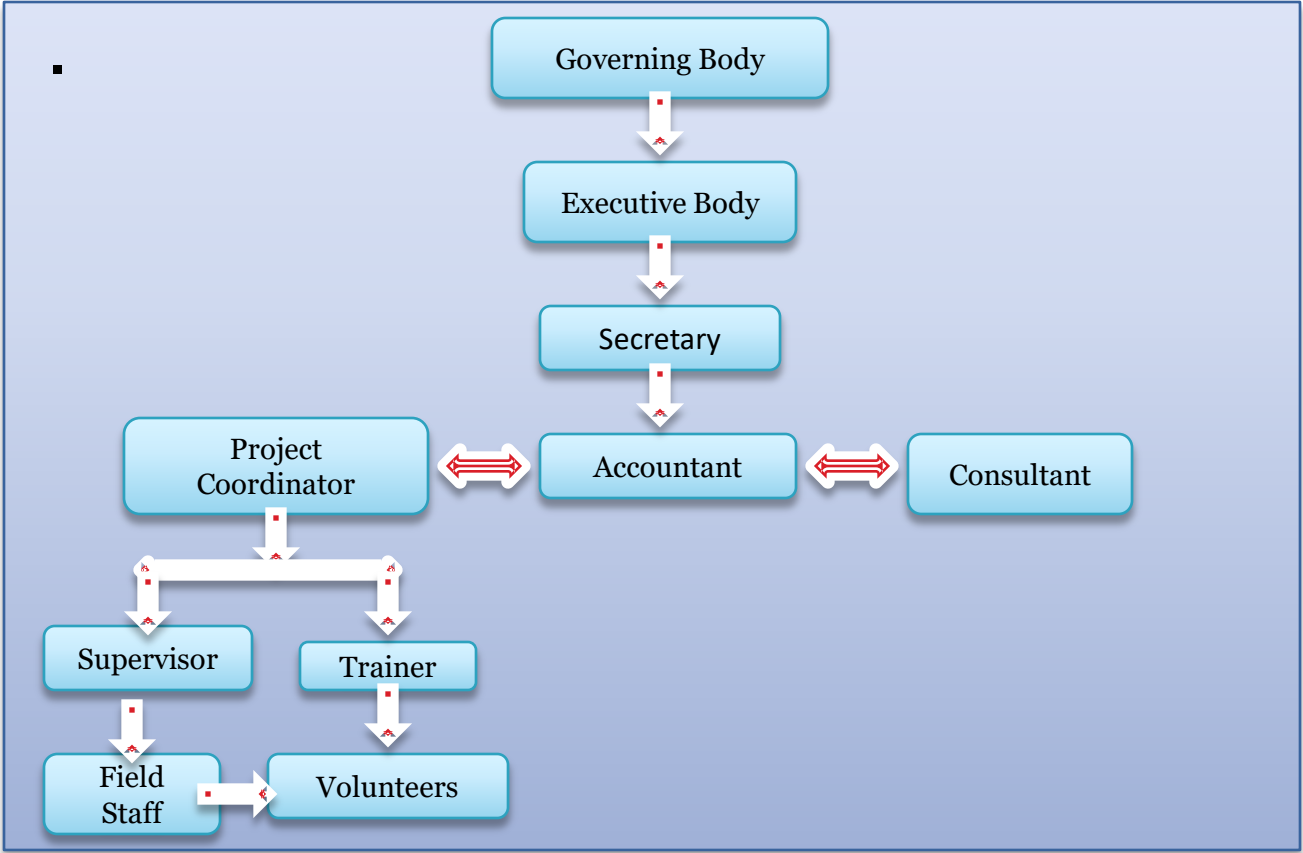 Governing Body
Executive Body
Secretary
Project
Coordinator
Accountant
Consultant
Supervisor
Trainer
Field
Staff
Volunteers